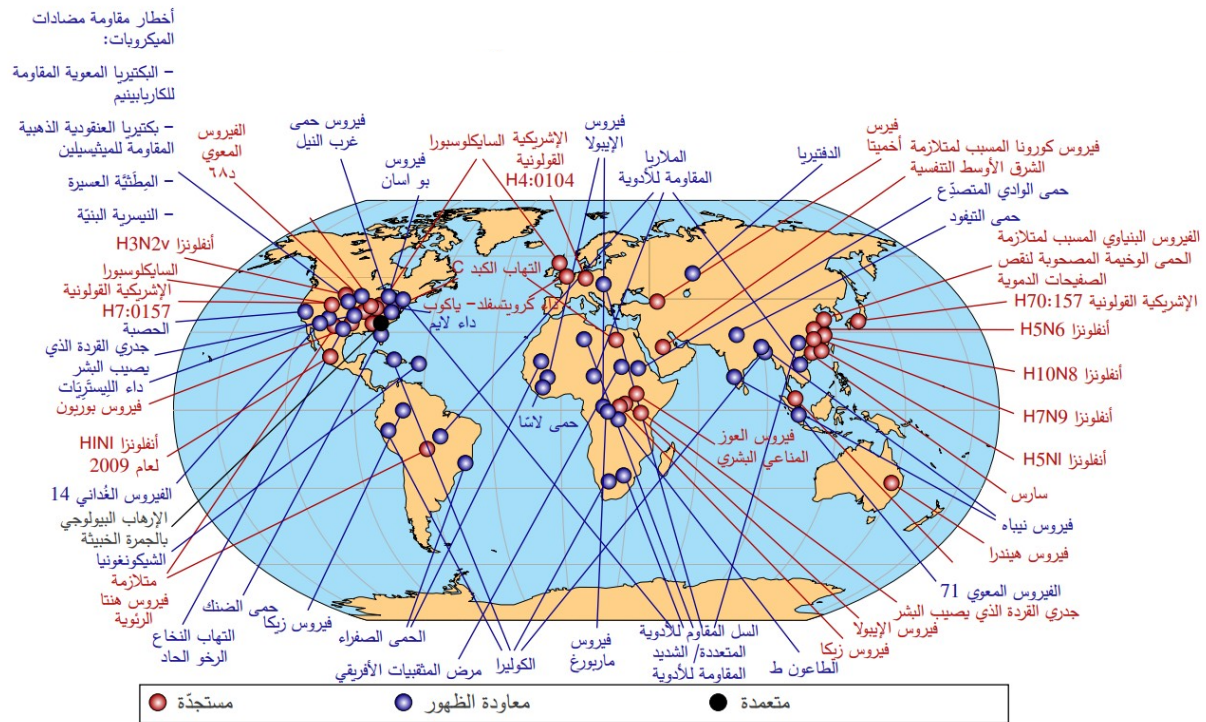 أخطار مقاومة مضادات
الميكروبات:
– البكتيريا المعوية المقاومة
للكاربابينيم
– بكتيريا العنقودية الذهبية
المقاومة للميثيسيلين
– المِطثيَّة العسيرة
– النيسرية البنيّة
الفيروس
المعوي
د٦٨
فيروس حمى
غرب النيل
فيروس
بو اسان
السايكلوسبورا
الإشريكية
القولونية
H4:0104
فيروس
الإيبولا
الملاريا
المقاومة للأدوية
الدفتيريا
فيرس
أخميتا
فيروس كورونا المسبب لمتلازمة
الشرق الأوسط التنفسية
حمى الوادي المتصدّع
حمى التيفود
الفيروس البنياوي المسبب لمتلازمة
الحمى الوخيمة المصحوبة لنقص
الصفيحات الدموية
الإشريكية القولونية H70:157
أنفلونزا H5N6
أنفلونزا H10N8
أنفلونزا H7N9
أنفلونزا H5NI
سارس
فيروس نيباه
فيروس هيندرا
الفيروس المعوي 71
جدري القردة الذي يصيب البشر
فيروس الإيبولا
فيروس زيكا
الطاعون ط
السل المقاوم للأدوية
المتعددة/ الشديد
المقاومة للأدوية
فيروس
ماربورغ
مرض المثقبيات الأفريقي
الكوليرا
الحمى الصفراء
فيروس زيكا
حمى الضنك
التهاب النخاع
الرخو الحاد
أنفلونزا H3N2v
السايكلوسبورا
الإشريكية القولونية
H7:0157
الحصبة
جدري القردة الذي
يصيب البشر
داء الليستَرِيَات
فيروس بوربون
أنفلونزا HINI
لعام 2009
الفيروس الغُداني 14
الإرهاب البيولوجي
بالجمرة الخبيثة
الشيكونغونيا
متلازمة
فيروس هنتا
الرئوية
التهاب الكبد C
داء كرويتسفلد– ياكوب
داء لايم
حمى لاسّا
فيروس العوز
المناعي البشري
مستجدّة
معاودة الظهور
متعمدة